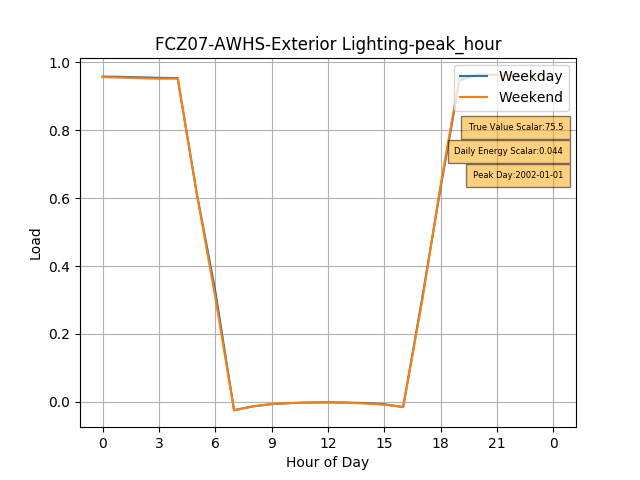 FCZ07-AWHS-Exterior Lighting-peak_hour
Weekday
Weekend
True Value Scalar:75.5
Daily Energy Scalar:0.044
Peak Day:2002-01-01
Load
1.0
0.8
0.6
0.4
0.2
0.0
0 3 6 9 12 15 18 21 0
Hour of Day